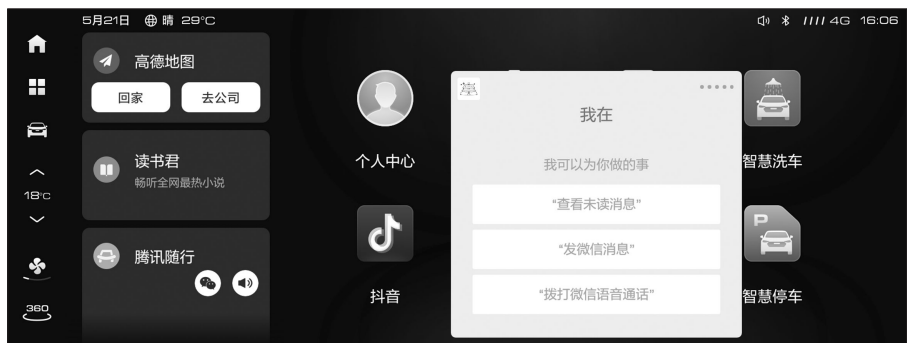 5月21日 晴 29°C
4G 16:06
高德地图
回家 去公司
读书君
畅听全网最热小说
18°C
腾讯随行
360
个人中心
抖音
我在
我可以为你做的事
“查看未读消息”
“发微信消息”
“拨打微信语音通话”
智慧洗车
P
智慧停车